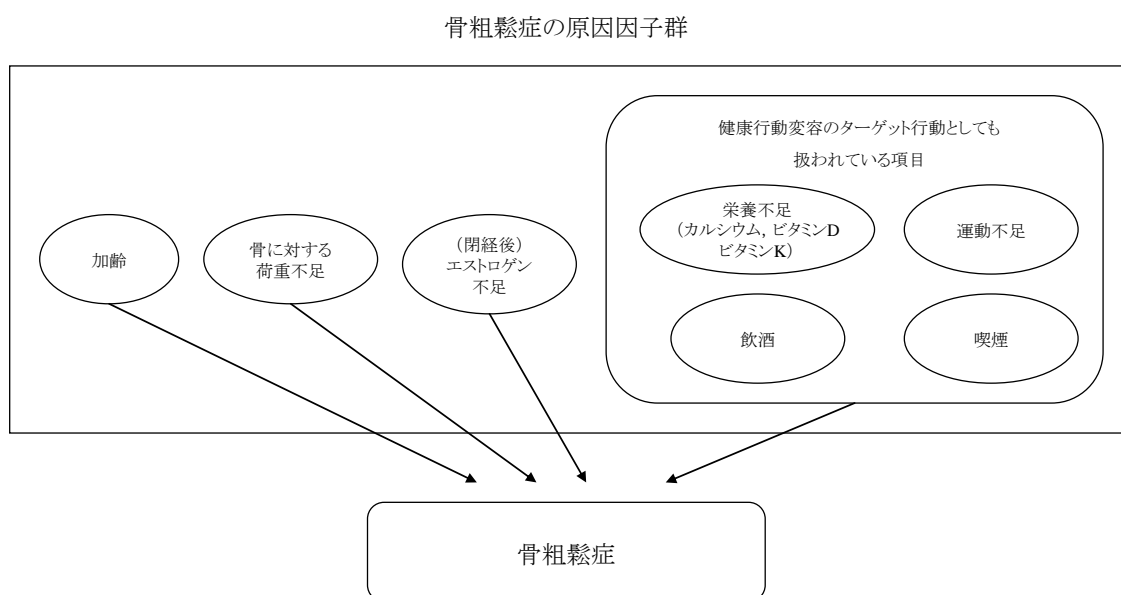 骨粗鬆症の原因因子群
健康行動変容のターゲット行動としても
扱われている項目
加齢
骨に対する
荷重不足
(閉経後)
エストロゲン
不足
栄養不足
(カルシウム, ビタミンD
ビタミンK)
運動不足
飲酒
喫煙
骨粗鬆症